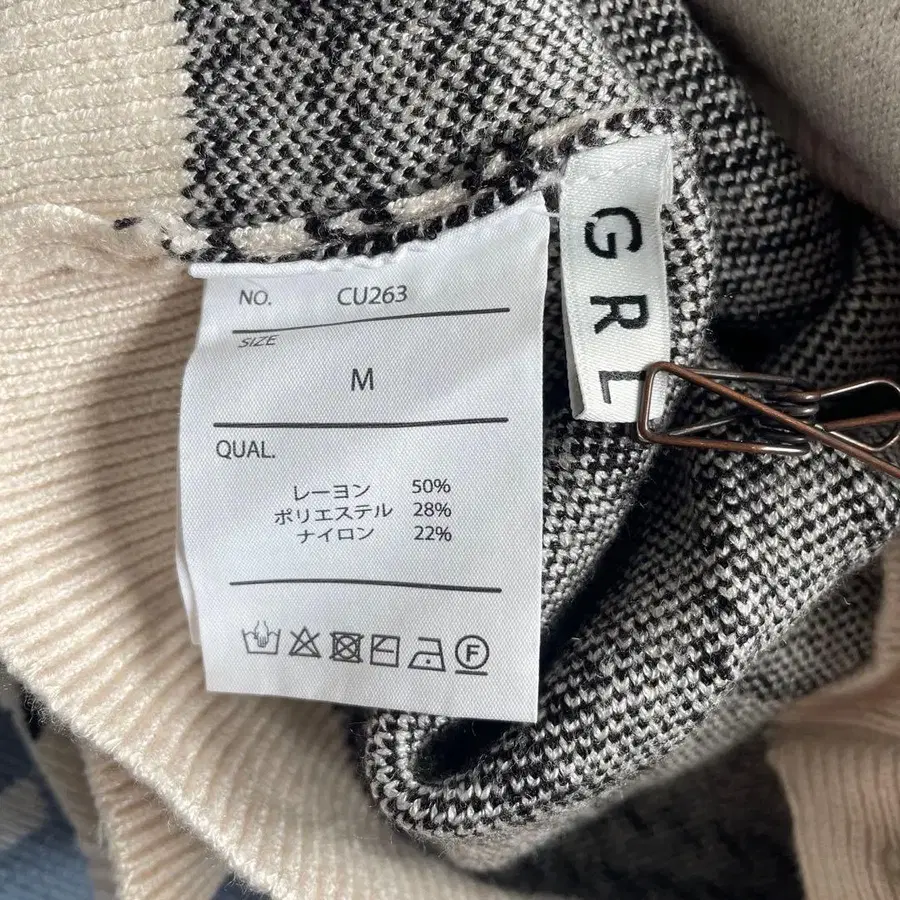 NO. CU263
SIZE
M
QUAL.
レーヨン 50%
ポリエステル 28%
ナイロン 22%
F
GRL